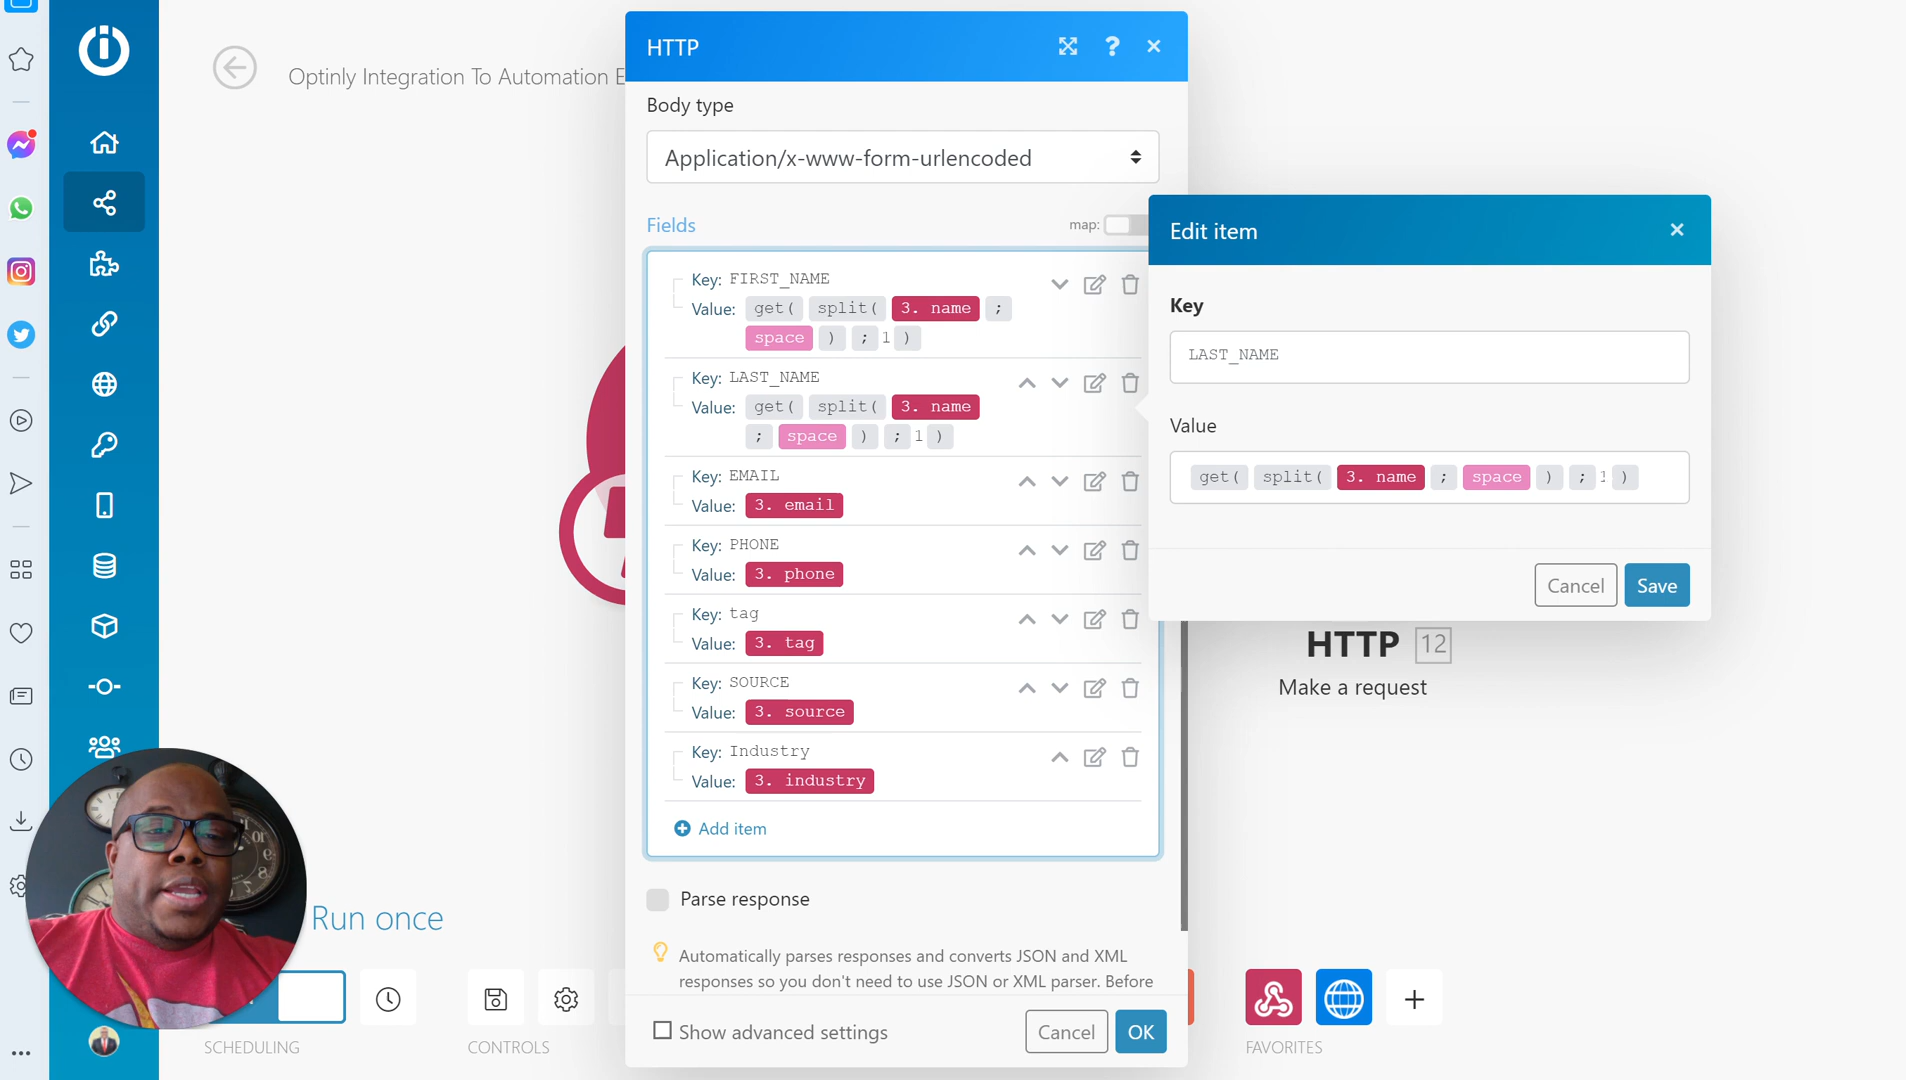 Optinly Integration To Automation E
HTTP
?
Body type
Application/x-www-form-urlencoded
Fields
map:
Key: FIRST_NAME
Value: get( split( 3. name ;
space ) ; 1 )
Key: LAST_NAME
Value: get( split( 3. name
; space ) ; 1 )
Key: EMAIL
Value: 3. email
Key: PHONE
Value: 3. phone
Key: tag
Value: 3. tag
Key: SOURCE
Value: 3. source
Key: Industry
Value: 3. industry
Add item
Parse response
Automatically parses responses and converts JSON and XML
responses so you don't need to use JSON or XML parser. Before
Show advanced settings
Cancel
OK
Edit item
Key
LAST_NAME
Value
get( split( 3. name ; space ) ; 1 )
Cancel
Save
HTTP 12
Make a request
Run once
SCHEDULING
CONTROLS
FAVORITES